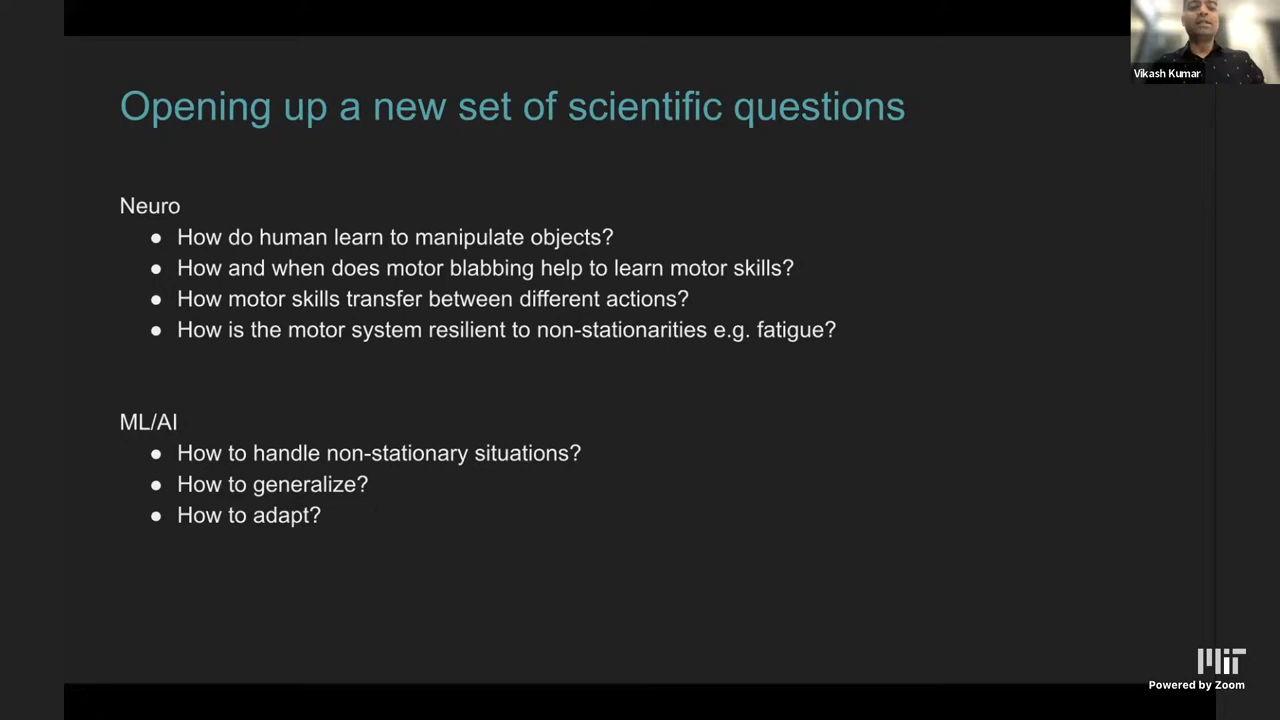 Vikash Kumar
Opening up a new set of scientific questions
Neuro
● How do human learn to manipulate objects?
● How and when does motor blabbing help to learn motor skills?
● How motor skills transfer between different actions?
● How is the motor system resilient to non-stationarities e.g. fatigue?
ML/AI
● How to handle non-stationary situations?
● How to generalize?
● How to adapt?
MIT
Powered by Zoom